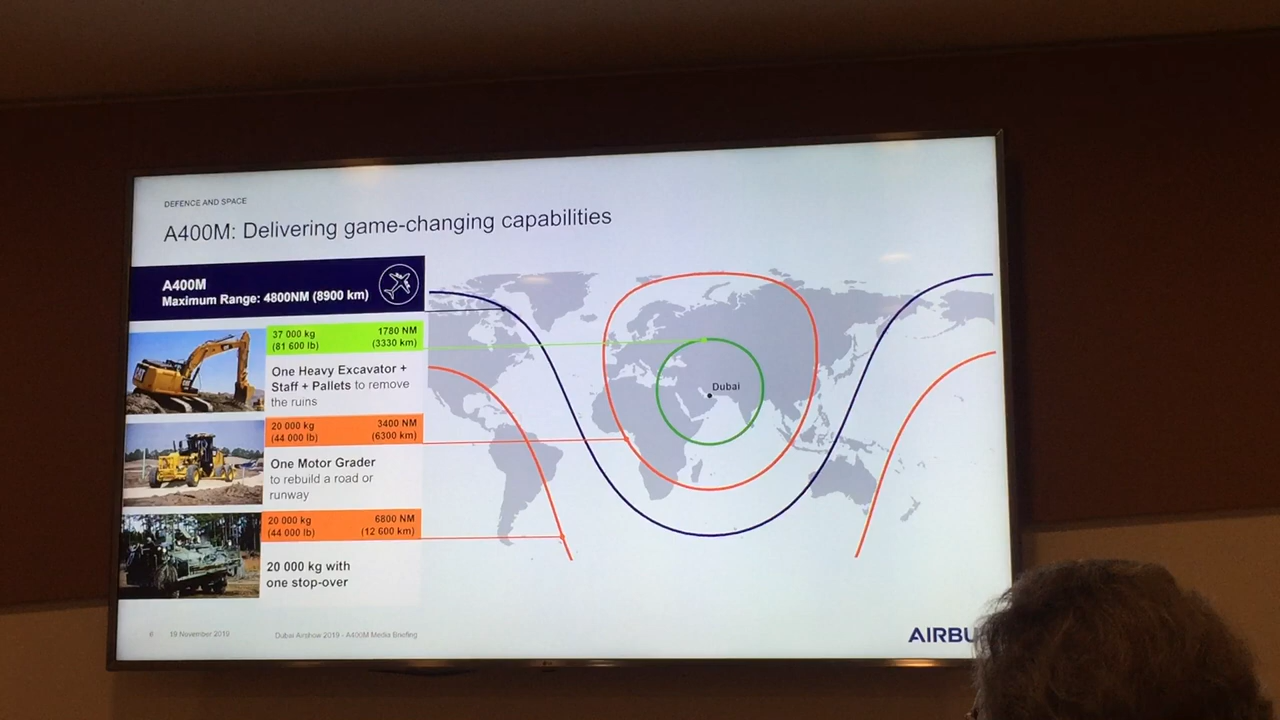 DEFENCE AND SPACE
A400M: Delivering game-changing capabilities
A400M
Maximum Range: 4800NM (8900 km)
37 000 kg 1780 NM
(81 600 lb) (3330 km)
One Heavy Excavator +
Staff + Pallets to remove
the ruins
20 000 kg 3400 NM
(44 000 lb) (6300 km)
One Motor Grader
to rebuild a road or
runway
20 000 kg 6800 NM
(44 000 lb) (12 600 km)
20 000 kg with
one stop-over
Dubai
6 19 November 2019 Dubai Airshow 2019 - A400M Media Briefing
AIRBU